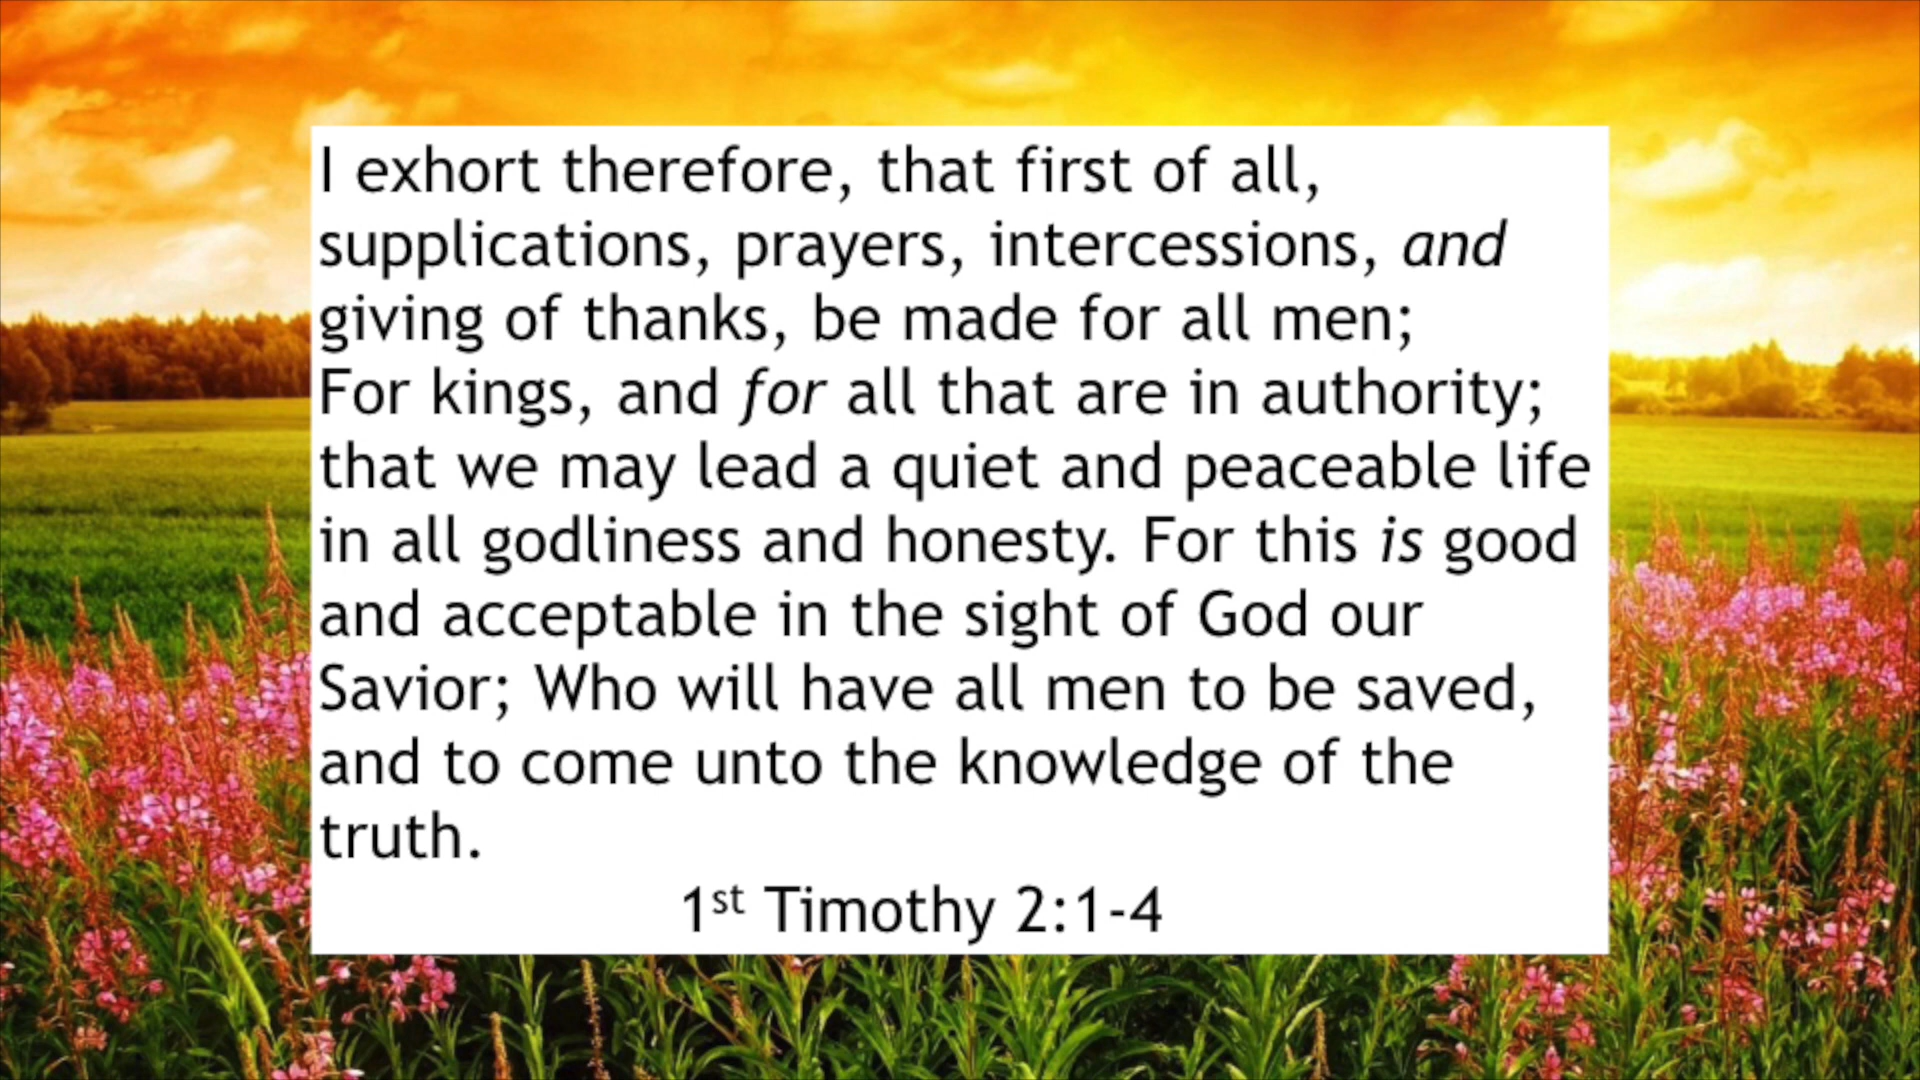 I exhort therefore, that first of all,
supplications, prayers, intercessions, and
giving of thanks, be made for all men;
For kings, and for all that are in authority;
that we may lead a quiet and peaceable life
in all godliness and honesty. For this is good
and acceptable in the sight of God our
Savior; Who will have all men to be saved,
and to come unto the knowledge of the
truth.
1st Timothy 2:1-4